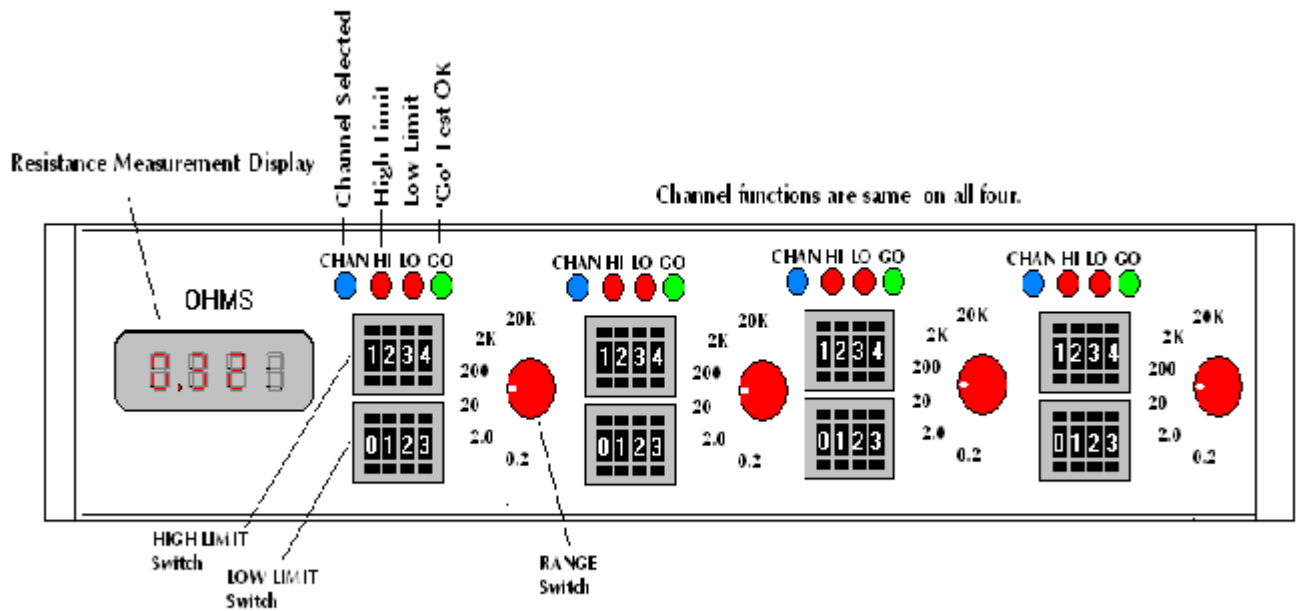 Channel Selected
High Limit
Low Limit
'Go' Test OK
Resistance Measurement Display
Channel functions are same on all four.
CHAN HI LO GO
CHAN HI LO GO
CHAN HI LO GO
CHAN HI LO GO
OHMS
0.32
1234
20K
2K
200
20
2.0
0.2
0123
1234
20K
2K
200
20
2.0
0.2
0123
1234
20K
2K
200
20
2.0
0.2
0123
1234
20K
2K
200
20
2.0
0.2
0123
HIGH LIMIT
Switch
LOW LIMIT
Switch
RANGE
Switch